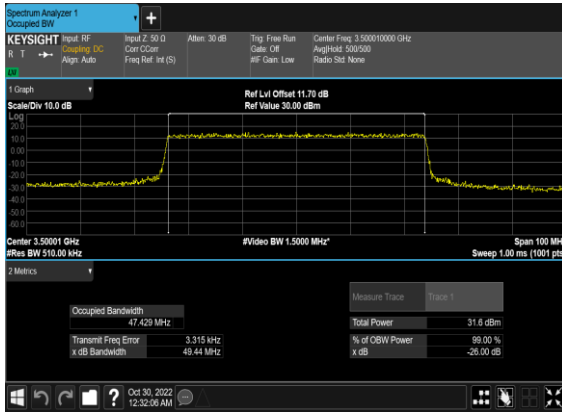 Spectrum Analyzer 1
Occupied BW
+
KEYSIGHT Input: RF Input Z: 50 Ω Atten: 30 dB Trig: Free Run Center Freq: 3.500010000 GHz
R T Coupling: DC Corr CCorr Gate: Off Avg|Hold: 500/500
Align: Auto Freq Ref: Int (S) #IF Gain: Low Radio Std: None
1 Graph
Ref Lvl Offset 11.70 dB
Scale/Div 10.0 dB Ref Value 30.00 dBm
Log
20.0
10.0
0.00
-10.0
-20.0
-30.0
-40.0
-50.0
-60.0
Center 3.50001 GHz #Video BW 1.5000 MHz* Span 100 MH
#Res BW 510.00 kHz Sweep 1.00 ms (1001 pts
2 Metrics
Measure Trace Trace 1
Occupied Bandwidth
47.429 MHz Total Power 31.6 dBm
Transmit Freq Error 3.315 kHz % of OBW Power 99.00 %
x dB Bandwidth 49.44 MHz x dB -26.00 dB
? Oct 30, 2022
12:32:06 AM